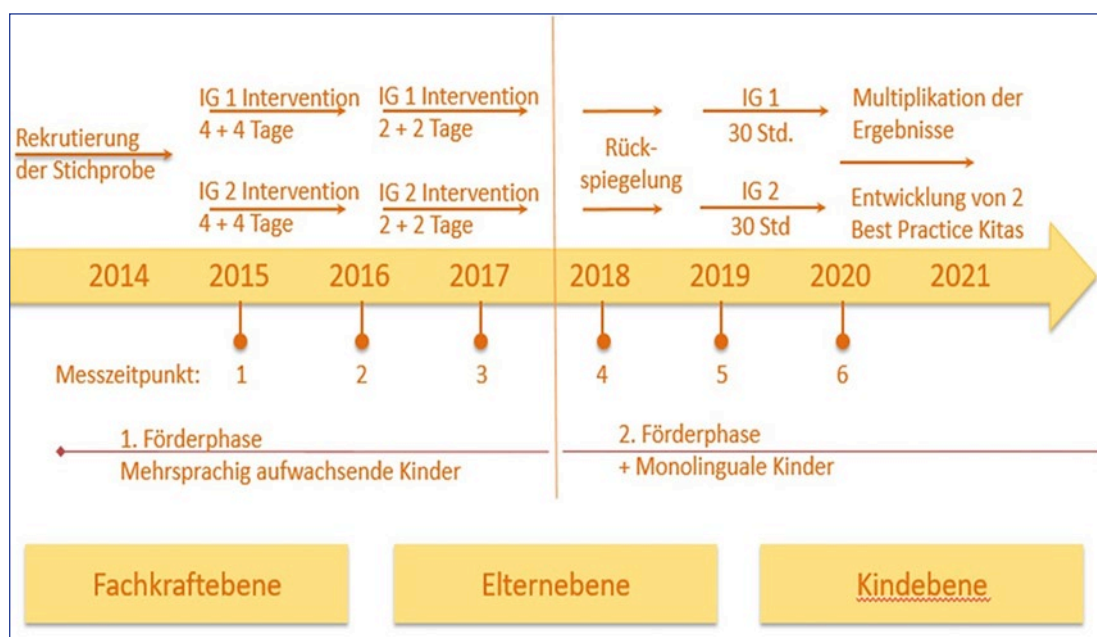 Rekrutierung
der Stichprobe
IG 1 Intervention
4 + 4 Tage
IG 2 Intervention
4 + 4 Tage
IG 1 Intervention
2 + 2 Tage
IG 2 Intervention
2 + 2 Tage
Rück-
spiegelung
IG 1
30 Std.
IG 2
30 Std
Multiplikation der
Ergebnisse
Entwicklung von 2
Best Practice Kitas
2014 2015 2016 2017 2018 2019 2020 2021
Messzeitpunkt: 1 2 3 4 5 6
1. Förderphase
Mehrsprachig aufwachsende Kinder
2. Förderphase
+ Monolinguale Kinder
Fachkraftebene
Elternebene
Kindebene